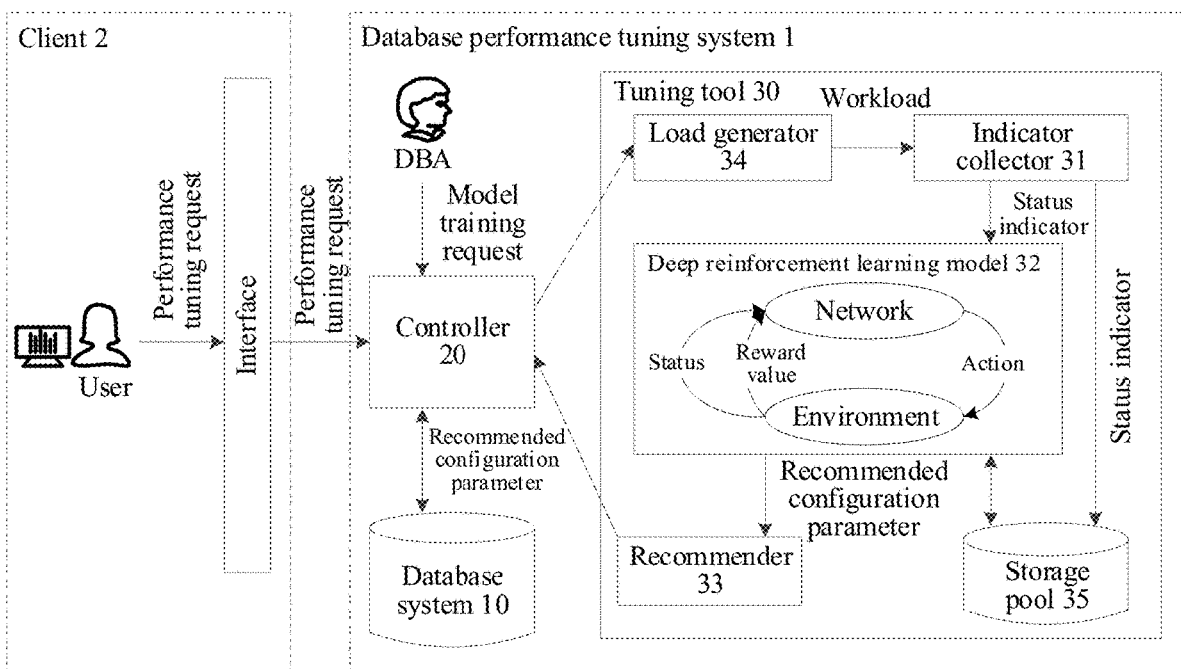 Client 2
User
Performance
tuning request
Interface
Performance
tuning request
Database performance tuning system 1
DBA
Model
training
request
Controller
20
Recommended
configuration
parameter
Database
system 10
Tuning tool 30
Load generator
34
Workload
Indicator
collector 31
Status
indicator
Status indicator
Deep reinforcement learning model 32
Network
Status
Reward
value
Action
Environment
Recommended
configuration
parameter
Recommender
33
Storage
pool 35